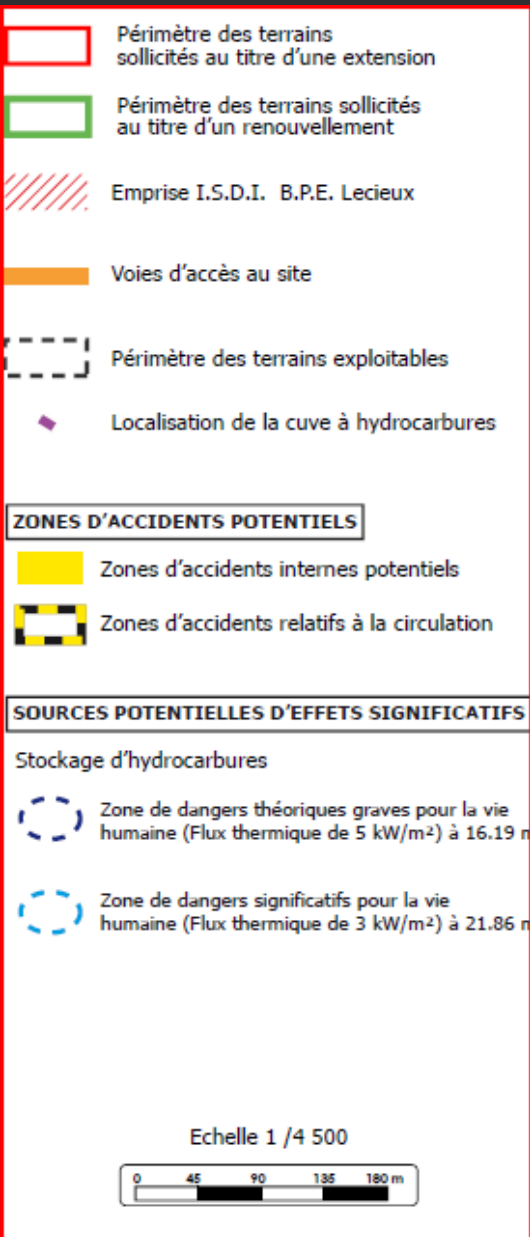 Périmètre des terrains
sollicités au titre d'une extension
Périmètre des terrains sollicités
au titre d'un renouvellement
Emprise I.S.D.I. B.P.E. Lecieux
Voies d'accès au site
Périmètre des terrains exploitables
Localisation de la cuve à hydrocarbures
ZONES D'ACCIDENTS POTENTIELS
Zones d'accidents internes potentiels
Zones d'accidents relatifs à la circulation
SOURCES POTENTIELLES D'EFFETS SIGNIFICATIFS
Stockage d'hydrocarbures
Zone de dangers théoriques graves pour la vie
humaine (Flux thermique de 5 kW/m²) à 16.19 m
Zone de dangers significatifs pour la vie
humaine (Flux thermique de 3 kW/m²) à 21.86 m
Echelle 1 /4 500
0 45 90 135 180 m